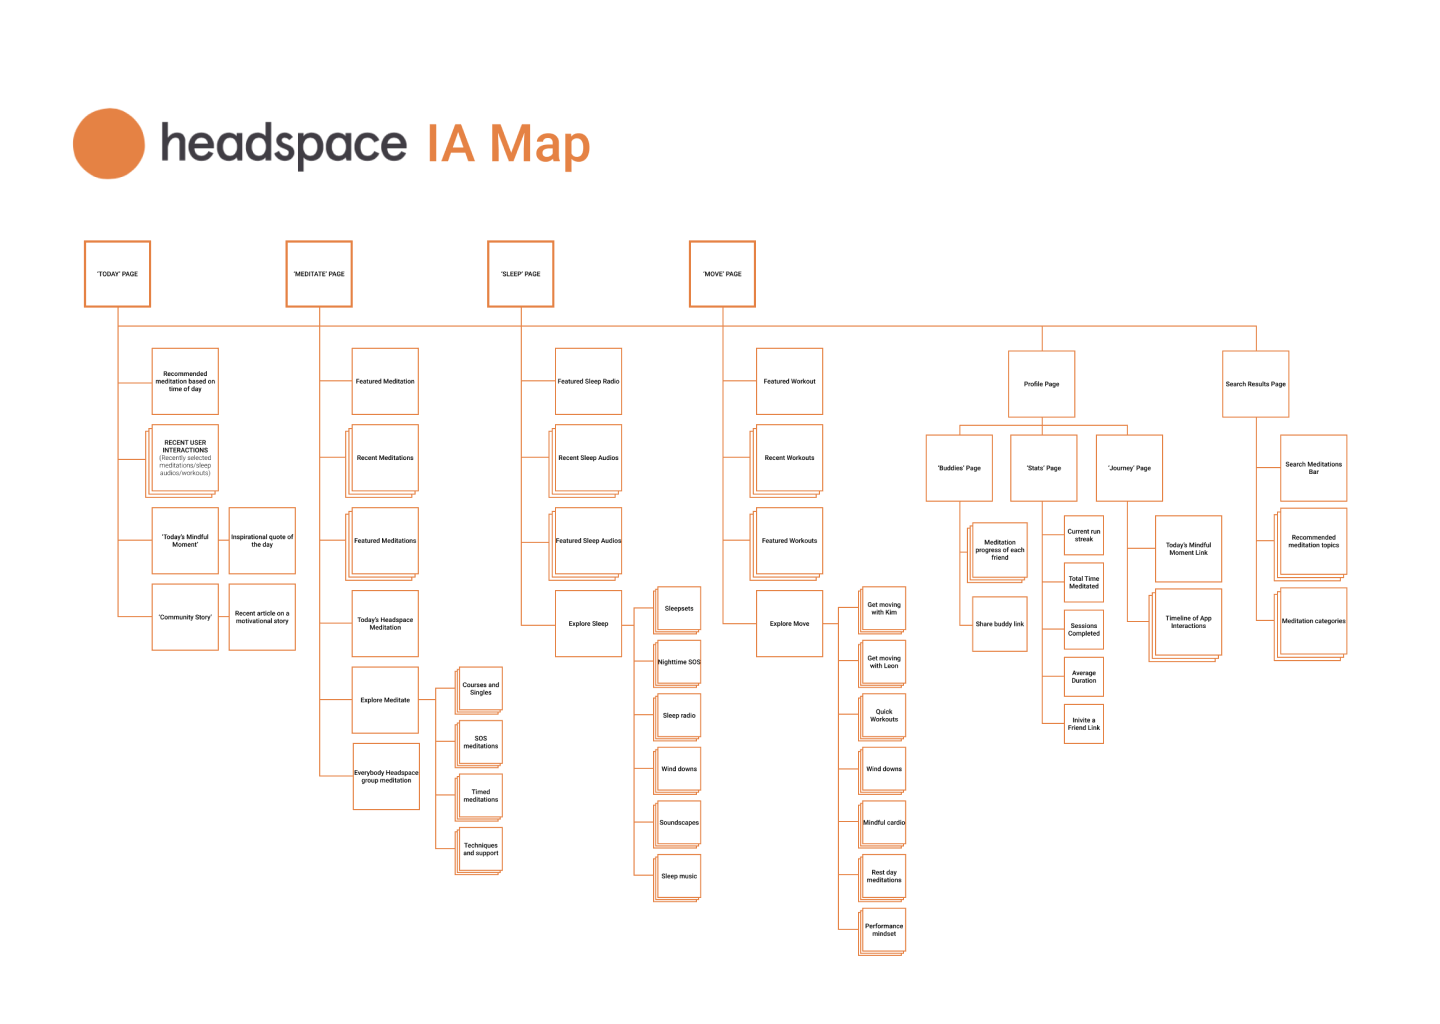 headspace IA Map
'TODAY' PAGE
'MEDITATE' PAGE
'SLEEP' PAGE
'MOVE' PAGE
Recommended
meditation based on
time of day
RECENT USER
INTERACTIONS
(Recently selected
meditations/sleep
audios/workouts)
'Today's Mindful
Moment'
Inspirational quote of
the day
'Community Story'
Recent article on a
motivational story
Featured Meditation
Recent Meditations
Featured Meditations
Today's Headspace
Meditation
Explore Meditate
Courses and
Singles
SOS
meditations
Timed
meditations
Techniques
and support
Everybody Headspace
group meditation
Featured Sleep Radio
Recent Sleep Audios
Featured Sleep Audios
Explore Sleep
Sleepsets
Nighttime SOS
Sleep radio
Wind downs
Soundscapes
Sleep music
Featured Workout
Recent Workouts
Featured Workouts
Explore Move
Get moving
with Kim
Get moving
with Leon
Quick
Workouts
Wind downs
Mindful cardio
Rest day
meditations
Performance
mindset
Profile Page
'Buddies' Page
Meditation
progress of each
friend
Share buddy link
'Stats' Page
Current run
streak
Total Time
Meditated
Sessions
Completed
Average
Duration
Inivite a
Friend Link
'Journey' Page
Today's Mindful
Moment Link
Timeline of App
Interactions
Search Results Page
Search Meditations
Bar
Recommended
meditation topics
Meditation categories